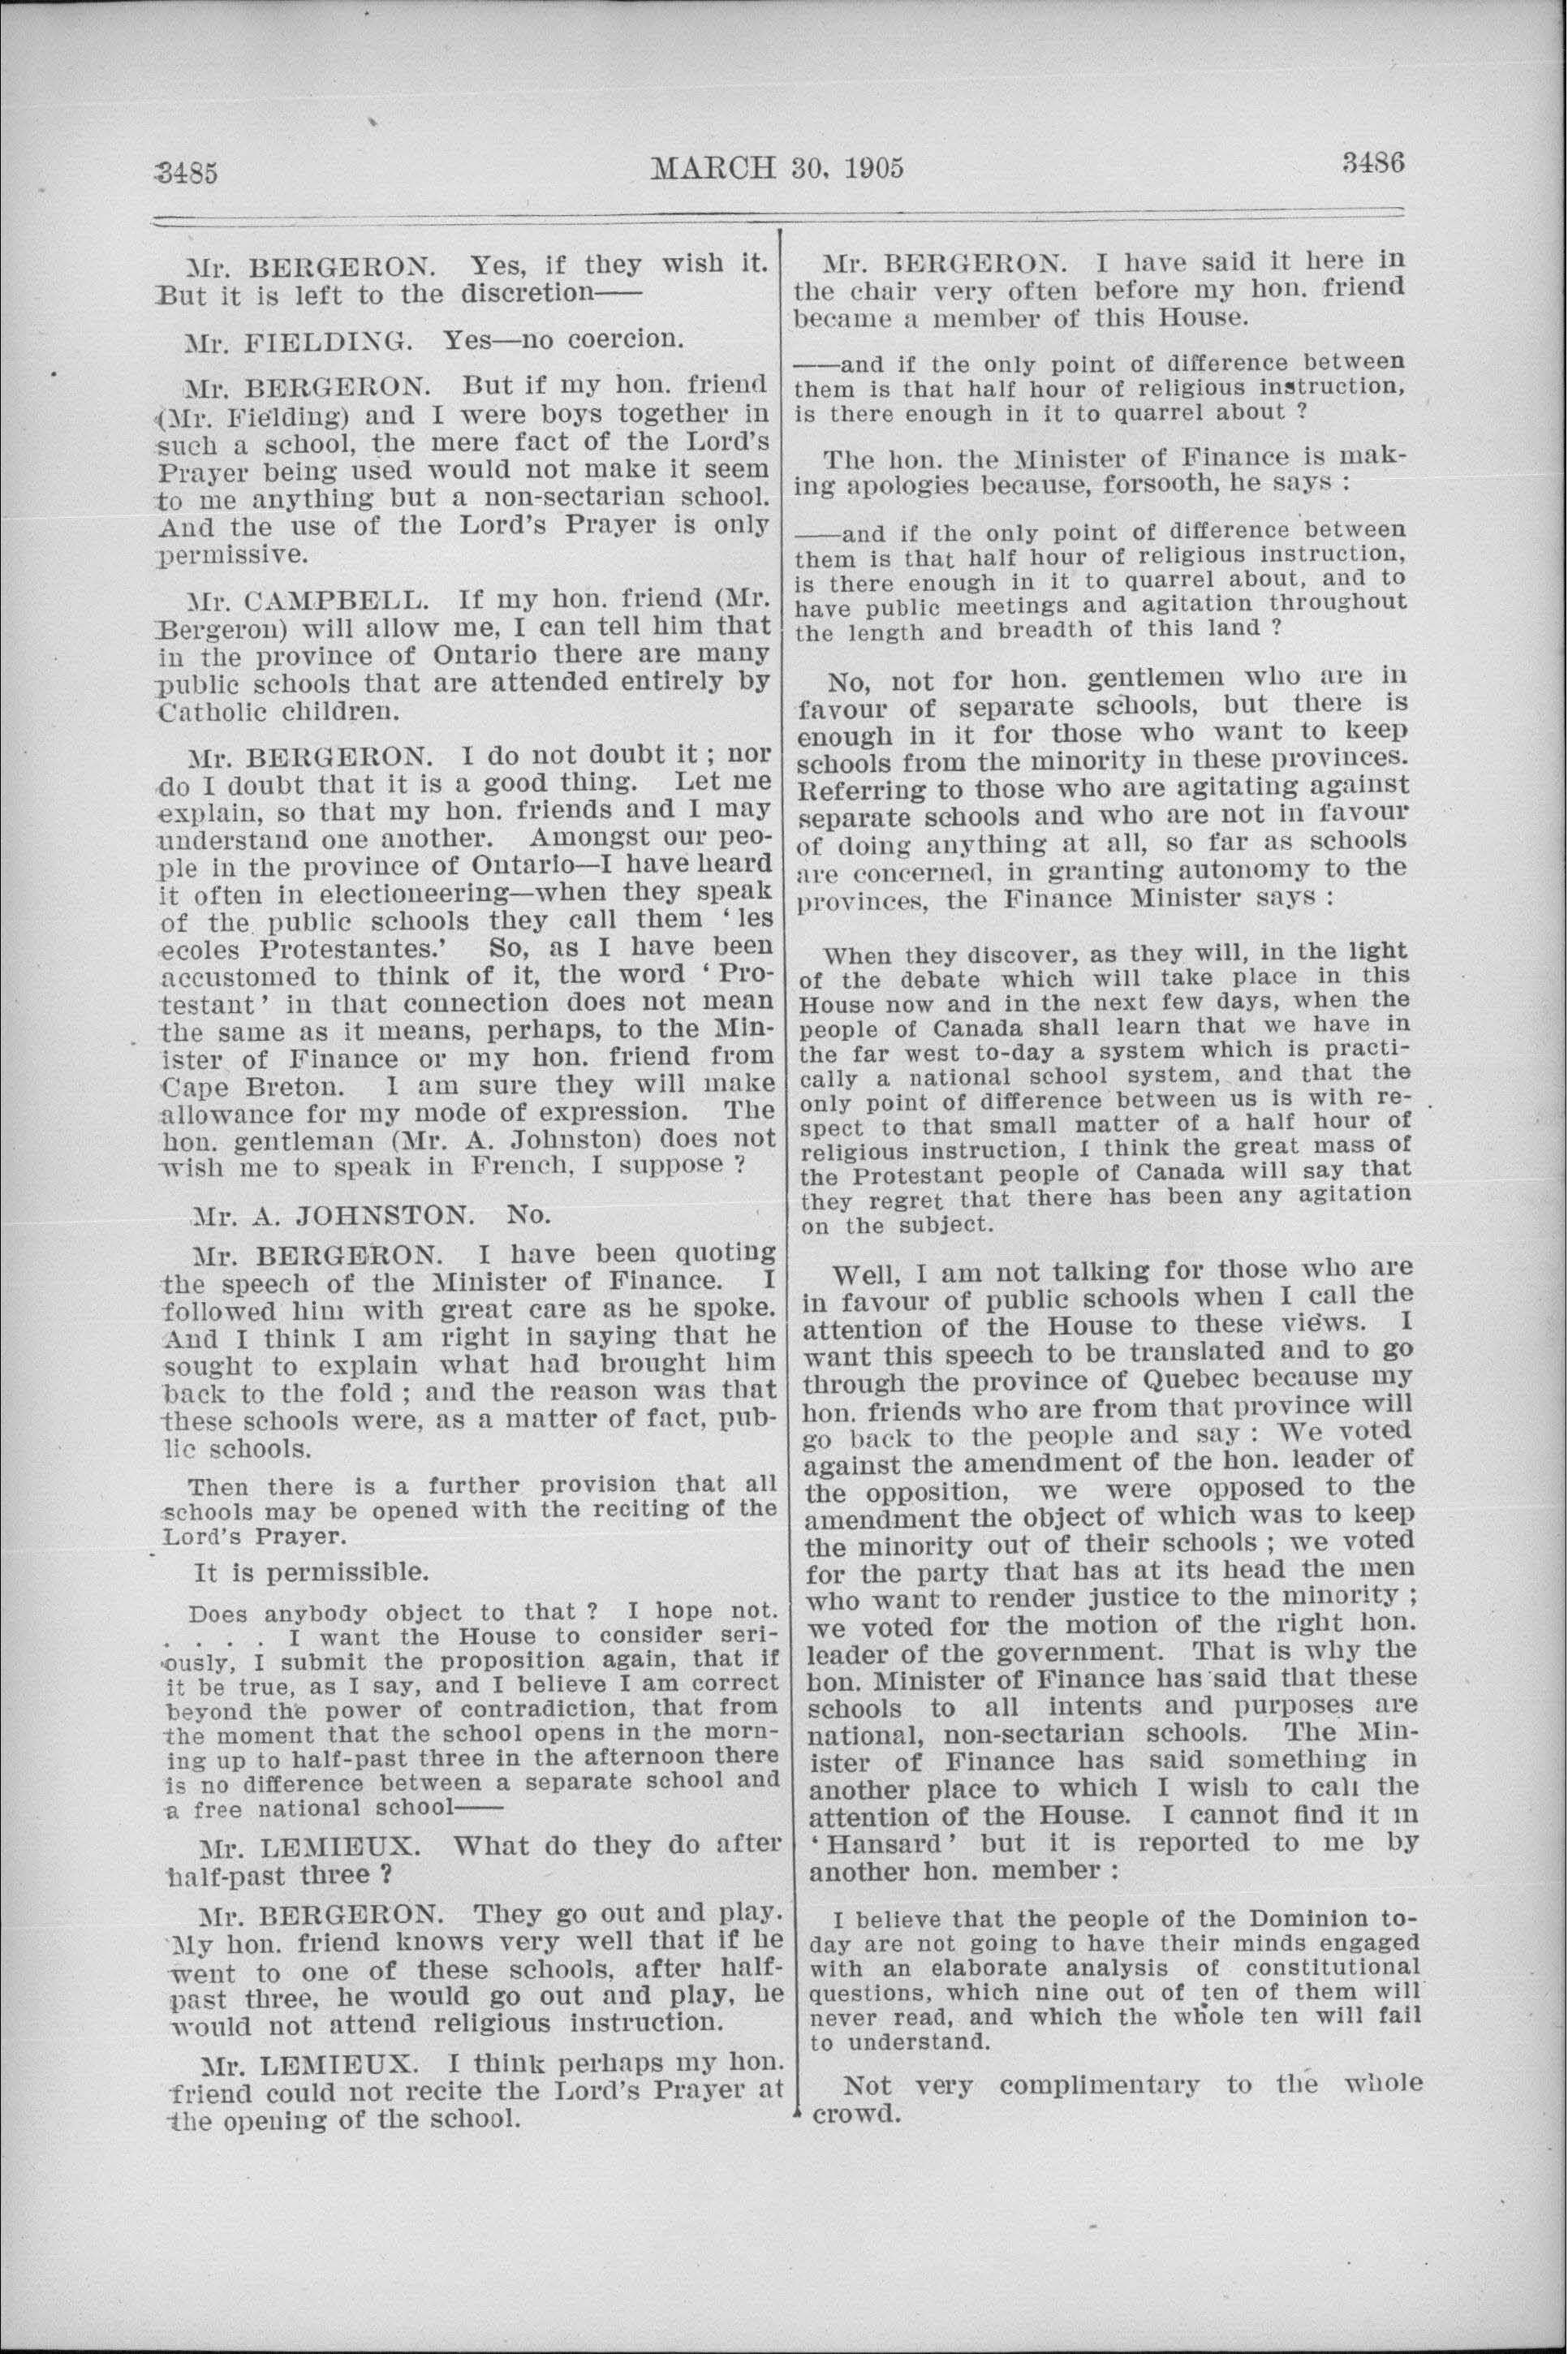 3485
MARCH 30, 1905
3486
Mr. BERGERON. Yes, if they wish it.
But it is left to the discretion——
Mr. FIELDING. Yes—no coercion.
Mr. BERGERON. But if my hon. friend
(Mr. Fielding) and I were boys together in
such a school, the mere fact of the Lord's
Prayer being used would not make it seem
to me anything but a non-sectarian school.
And the use of the Lord's Prayer is only
permissive.
Mr. CAMPBELL. If my hon. friend (Mr.
Bergeron) will allow me, I can tell him that
in the province of Ontario there are many
public schools that are attended entirely by
Catholic children.
Mr. BERGERON. I do not doubt it ; nor
do I doubt that it is a good thing. Let me
explain, so that my hon. friends and I may
understand one another. Amongst our peo-
ple in the province of Ontario—I have heard
it often in electioneering—when they speak
of the public schools they call them ‘ les
ecoles Protestantes.’ So, as I have been
accustomed to think of it, the word ‘ Pro-
testant ’ in that connection does not mean
the same as it means, perhaps, to the Min-
ister of Finance or my hon. friend from
Cape Breton. I am sure they will make
allowance for my mode of expression. The
hon. gentleman (Mr. A. Johnston) does not
wish me to speak in French, I suppose ?
Mr. A. JOHNSTON. No.
Mr. BERGERON. I have been quoting
the speech of the Minister of Finance. I
followed him with great care as he spoke.
And I think I am right in saying that he
sought to explain what had brought him
back to the fold ; and the reason was that
these schools were, as a matter of fact, pub-
lic schools.
Then there is a further provision that all
schools may be opened with the reciting of the
Lord's Prayer.
It is permissible.
Does anybody object to that ? I hope not.
. . . . I want the House to consider seri-
ously, I submit the proposition again, that if
it be true, as I say, and I believe I am correct
beyond the power of contradiction, that from
the moment that the school opens in the morn-
ing up to half-past three in the afternoon there
is no difference between a separate school and
a free national school——
Mr. LEMIEUX. What do they do after
half-past three ?
Mr. BERGERON. They go out and play.
My hon. friend knows very well that if he
went to one of these schools, after half-
past three, he would go out and play, he
would not attend religious instruction.
Mr. LEMIEUX. I think perhaps my hon.
friend could not recite the Lord's Prayer at
the opening of the school.
Mr. BERGERON. I have said it here in
the chair very often before my hon. friend
became a member of this House.
——and if the only point of difference between
them is that half hour of religious instruction,
is there enough in it to quarrel about ?
The hon. the Minister of Finance is mak-
ing apologies because, forsooth, he says :
——and if the only point of difference between
them is that half hour of religious instruction,
is there enough in it to quarrel about, and to
have public meetings and agitation throughout
the length and breadth of this land ?
No, not for hon. gentlemen who are in
favour of separate schools, but there is
enough in it for those who want to keep
schools from the minority in these provinces.
Referring to those who are agitating against
separate schools and who are not in favour
of doing anything at all, so far as schools
are concerned, in granting autonomy to the
provinces, the Finance Minister says :
When they discover, as they will, in the light
of the debate which will take place in this
House now and in the next few days, when the
people of Canada shall learn that we have in
the far west to-day a system which is practi-
cally a national school system, and that the
only point of difference between us is with re-
spect to that small matter of a half hour of
religious instruction, I think the great mass of
the Protestant people of Canada will say that
they regret that there has been any agitation
on the subject.
Well, I am not talking for those who are
in favour of public schools when I call the
attention of the House to these views. I
want this speech to be translated and to go
through the province of Quebec because my
hon. friends who are from that province will
go back to the people and say : We voted
against the amendment of the hon. leader of
the opposition, we were opposed to the
amendment the object of which was to keep
the minority out of their schools ; we voted
for the party that has at its head the men
who want to render justice to the minority ;
we voted for the motion of the right hon.
leader of the government. That is why the
hon. Minister of Finance has said that these
schools to all intents and purposes are
national, non-sectarian schools. The Min-
ister of Finance has said something in
another place to which I wish to call the
attention of the House. I cannot find it in
‘ Hansard ’ but it is reported to me by
another hon. member :
I believe that the people of the Dominion to-
day are not going to have their minds engaged
with an elaborate analysis of constitutional
questions, which nine out of ten of them will
never read, and which the whole ten will fail
to understand.
Not very complimentary to the whole
crowd.